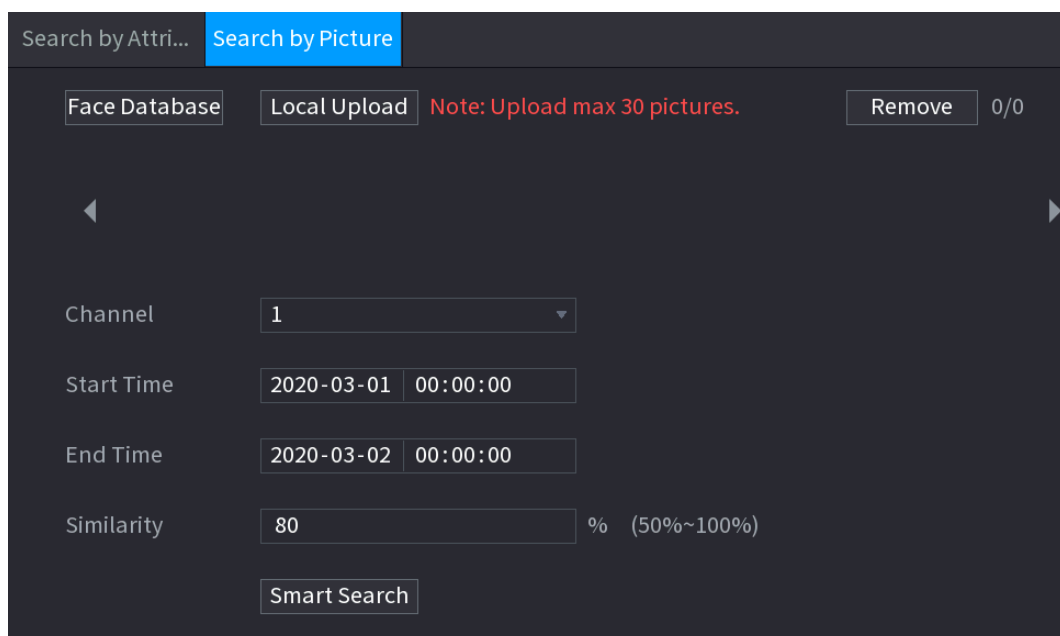 Search by Attri... Search by Picture
Face Database Local Upload Note: Upload max 30 pictures. Remove 0/0
Channel 1
Start Time 2020-03-01 00:00:00
End Time 2020-03-02 00:00:00
Similarity 80 % (50%~100%)
Smart Search